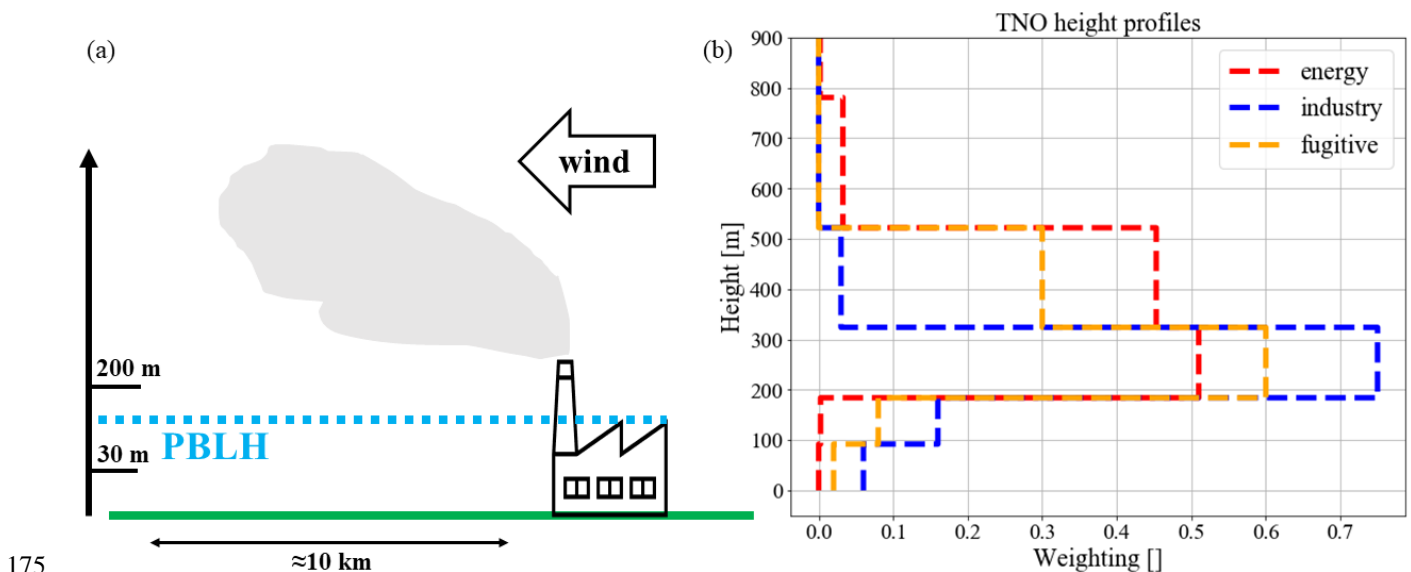 (a)
wind
200 m
PBLH
30 m
≈10 km
175
(b)
TNO height profiles
energy
industry
fugitive
Height [m]
900
800
700
600
500
400
300
200
100
0
0.0 0.1 0.2 0.3 0.4 0.5 0.6 0.7
Weighting []